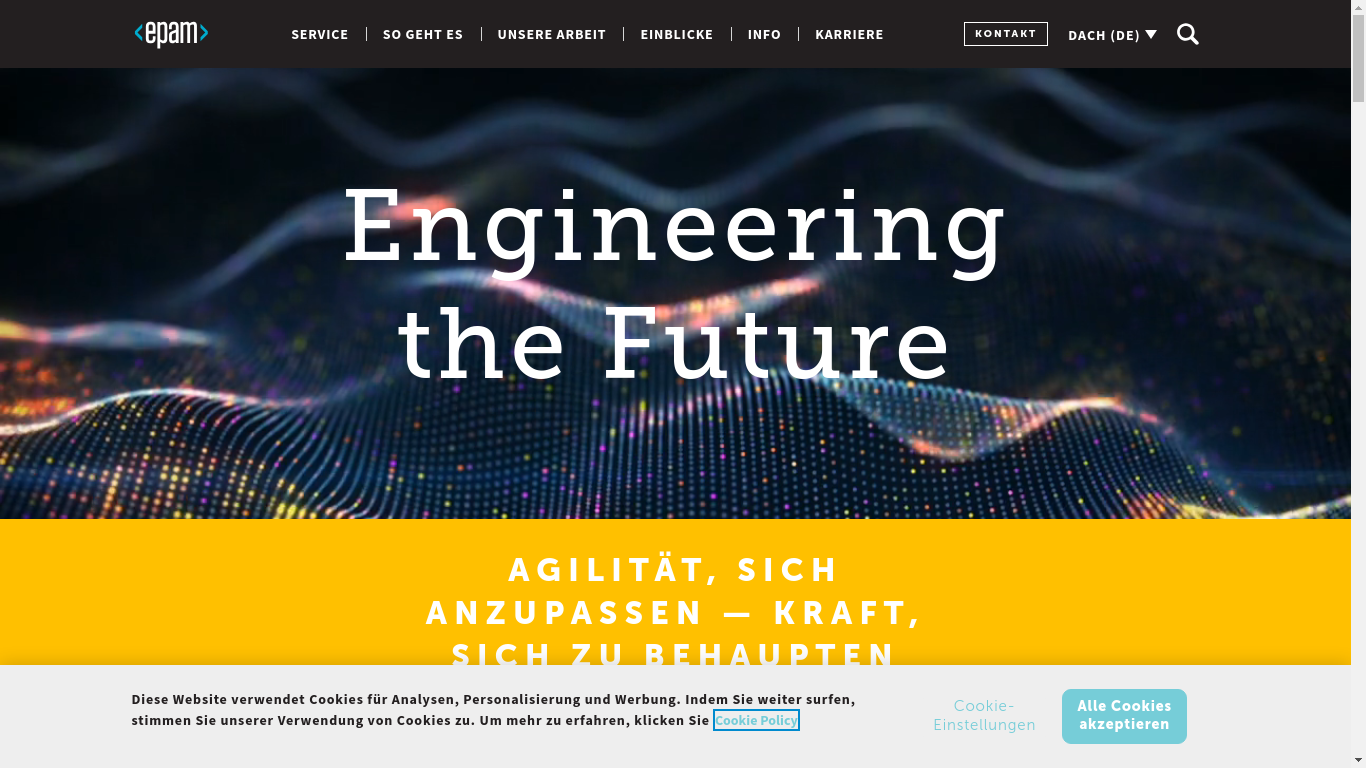 <epam>
SERVICE
SO GEHT ES
UNSERE ARBEIT
EINBLICKE
INFO
KARRIERE
KONTAKT
DACH (DE)
Engineering
the Future
AGILITÄT, SICH
ANZUPASSEN — KRAFT,
SICH ZU BEHAUPTEN
Diese Website verwendet Cookies für Analysen, Personalisierung und Werbung. Indem Sie weiter surfen,
stimmen Sie unserer Verwendung von Cookies zu. Um mehr zu erfahren, klicken Sie Cookie Policy
Cookie-
Einstellungen
Alle Cookies
akzeptieren